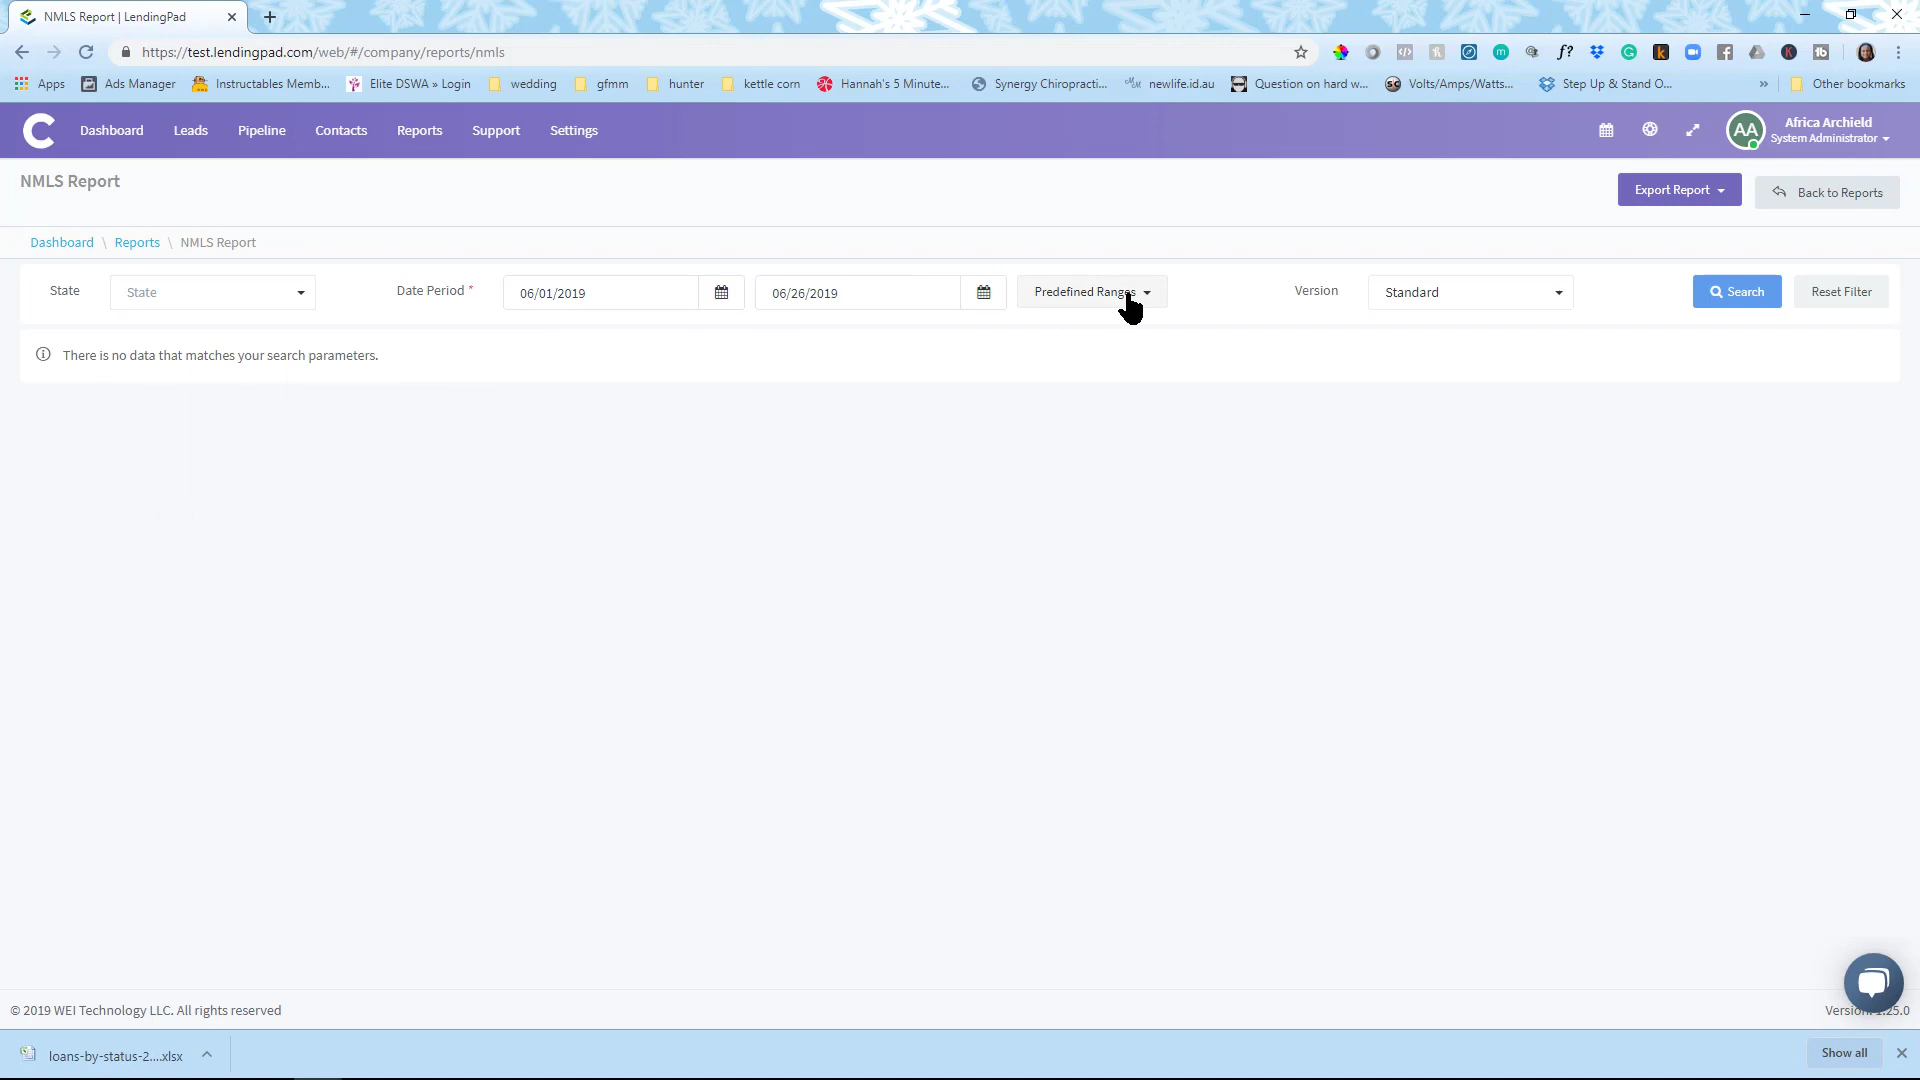 NMLS Report | LendingPad
https://test.lendingpad.com/web/#/company/reports/nmls
Apps Ads Manager Instructables Memb... Elite DSWA » Login wedding gfmm hunter kettle corn Hannah's 5 Minute... Synergy Chiropracti... newlife.id.au Question on hard w... Volts/Amps/Watts... Step Up & Stand O... » Other bookmarks
C Dashboard Leads Pipeline Contacts Reports Support Settings
AA Africa Archield
System Administrator
NMLS Report
Export Report
Back to Reports
Dashboard \ Reports \ NMLS Report
State State Date Period * 06/01/2019 06/26/2019 Predefined Ranges Version Standard Search Reset Filter
There is no data that matches your search parameters.
© 2019 WEI Technology LLC. All rights reserved
loans-by-status-2....xlsx
Show all